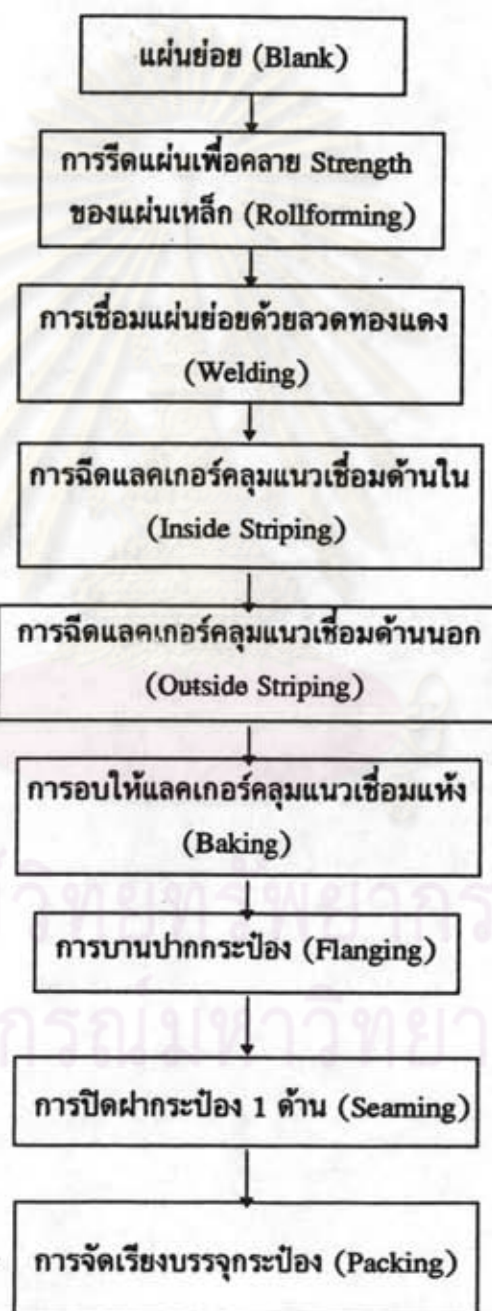 แผ่นย่อย (Blank)
การรีดแผ่นเพื่อคลาย Strength
ของแผ่นเหล็ก (Rollforming)
การเชื่อมแผ่นย่อยด้วยลวดทองแดง
(Welding)
การฉีดแลคเกอร์คลุมแนวเชื่อมด้านใน
(Inside Striping)
การฉีดแลคเกอร์คลุมแนวเชื่อมด้านนอก
(Outside Striping)
การอบให้แลคเกอร์คลุมแนวเชื่อมแห้ง
(Baking)
การบานปากกระป๋อง (Flanging)
การปิดฝากระป๋อง 1 ด้าน (Seaming)
การจัดเรียงบรรจุกระป๋อง (Packing)